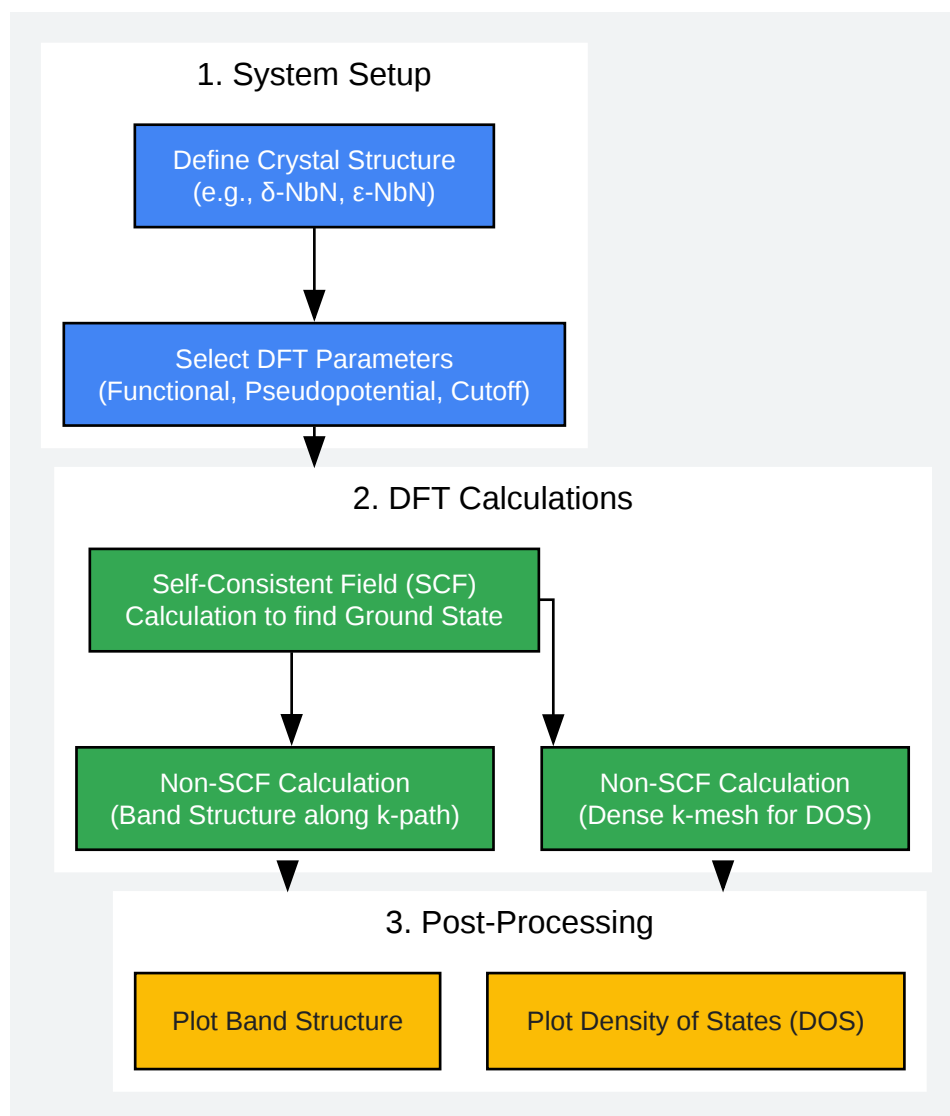 1. System Setup
Define Crystal Structure
(e.g., δ-NbN, ε-NbN)
Select DFT Parameters
(Functional, Pseudopotential, Cutoff)
2. DFT Calculations
Self-Consistent Field (SCF)
Calculation to find Ground State
Non-SCF Calculation
(Band Structure along k-path)
Non-SCF Calculation
(Dense k-mesh for DOS)
3. Post-Processing
Plot Band Structure
Plot Density of States (DOS)